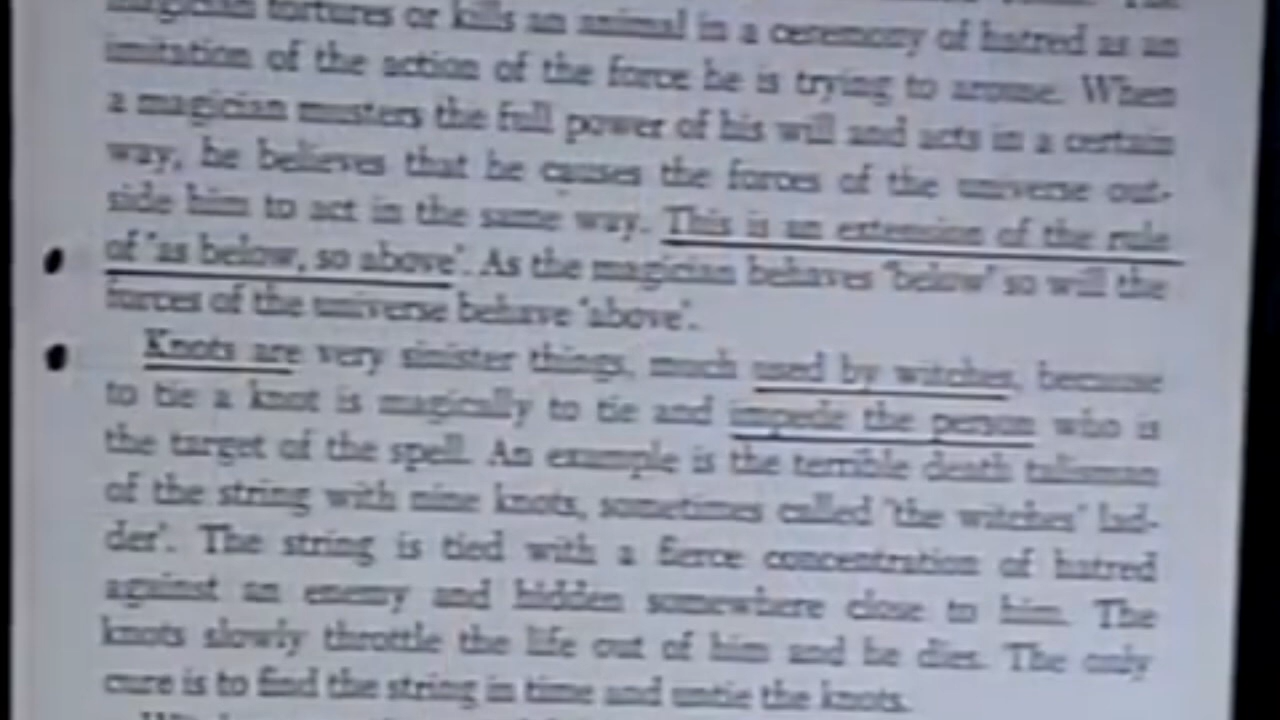 magician tortures or kills an animal in a ceremony of hatred as an
imitation of the action of the force he is trying to arouse. When
a magician musters the full power of his will and acts in a certain
way, he believes that he causes the forces of the universe out-
side him to act in the same way. This is an extension of the rule
of 'as below, so above'. As the magician behaves 'below' so will the
forces of the universe behave 'above'.
Knots are very sinister things, much used by witches, because
to tie a knot is magically to tie and impede the person who is
the target of the spell. An example is the terrible death talisman
of the string with nine knots, sometimes called 'the witches' lad-
der'. The string is tied with a fierce concentration of hatred
against an enemy and hidden somewhere close to him. The
knots slowly throttle the life out of him and he dies. The only
cure is to find the string in time and untie the knots.